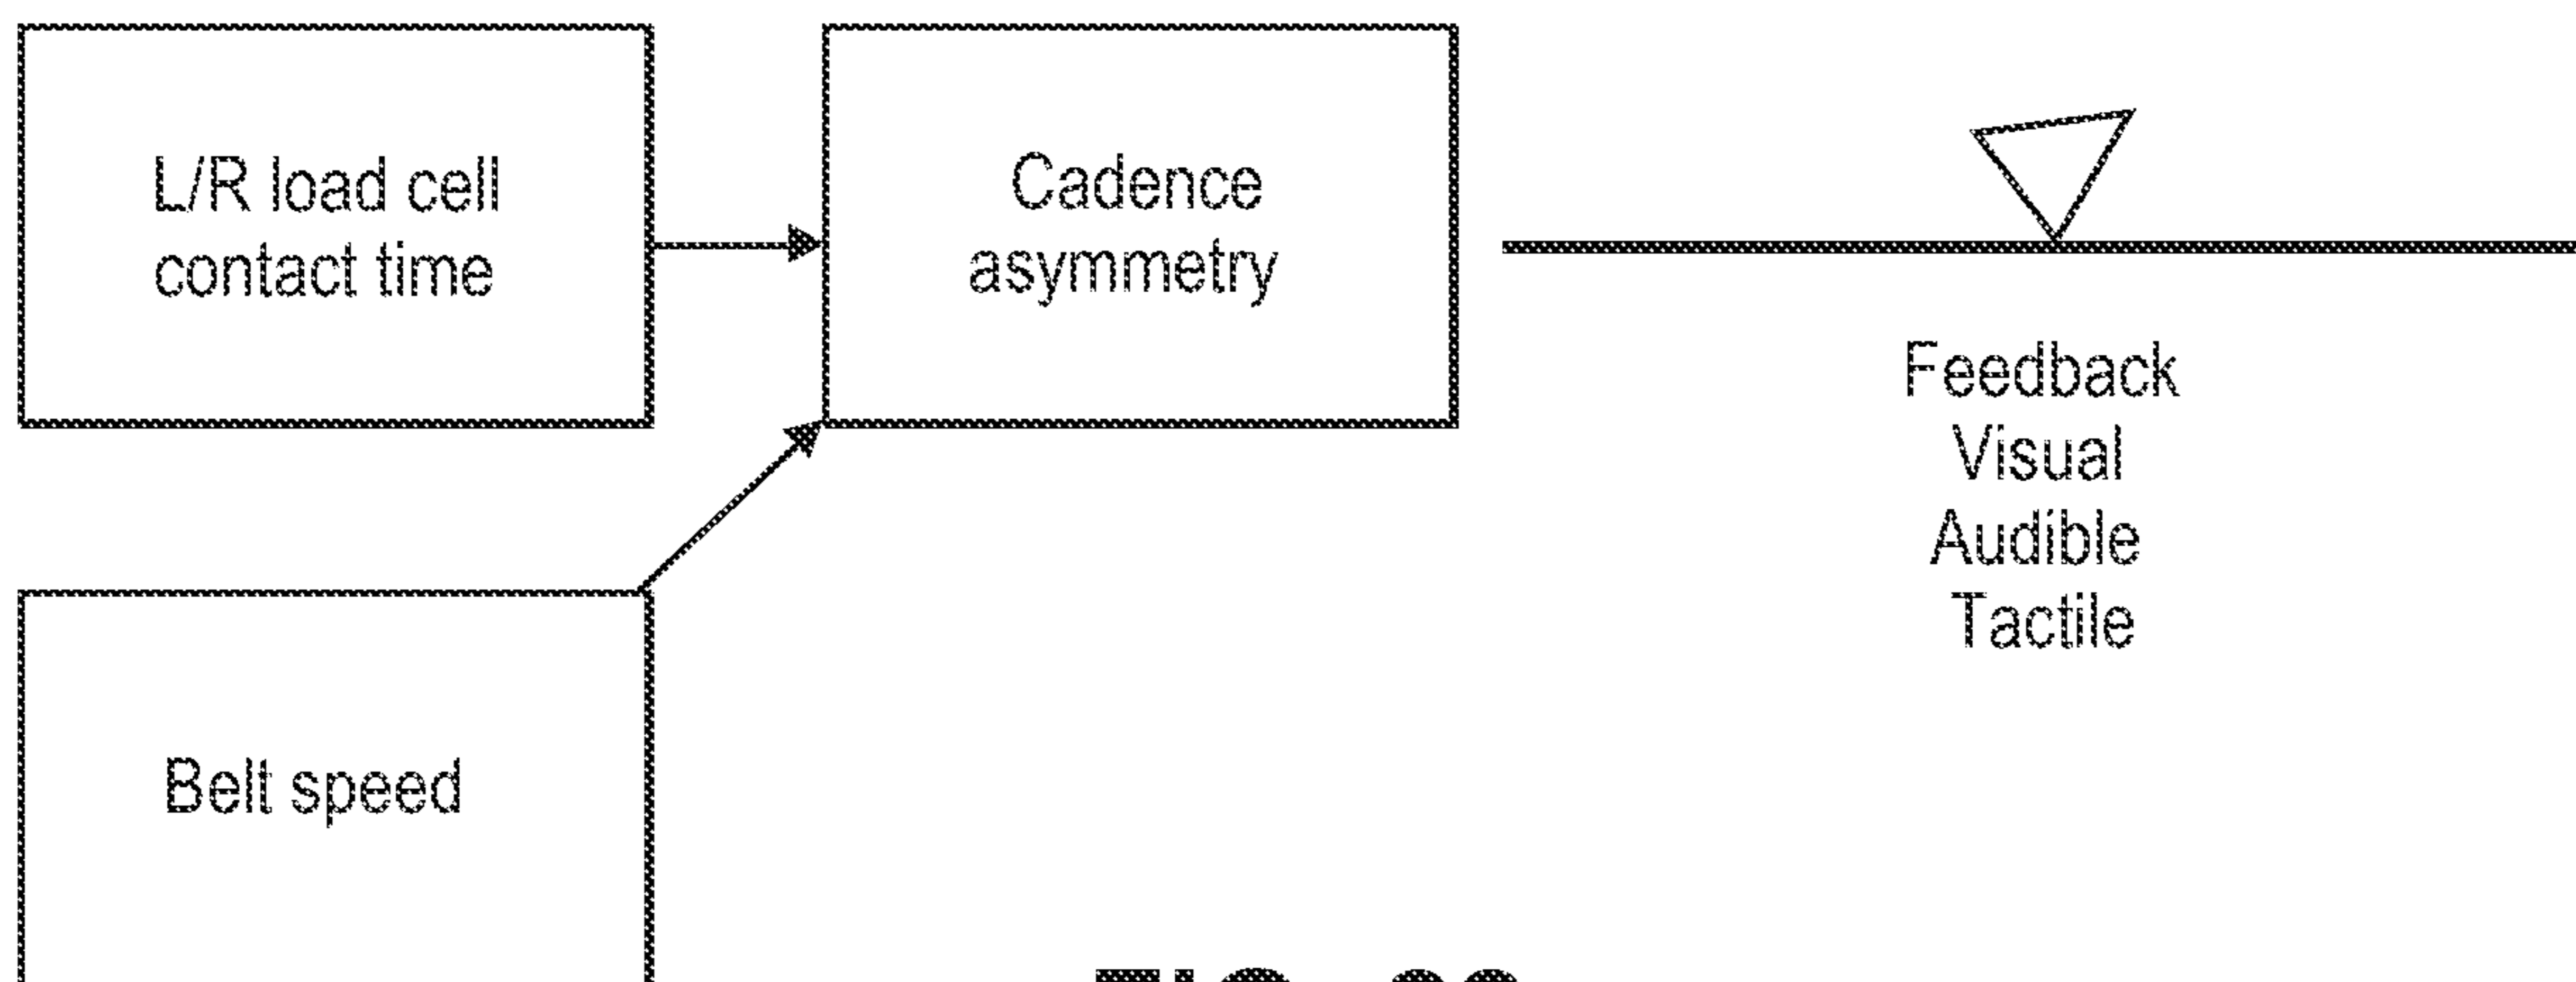 L/R load cell
contact time
Cadence
asymmetry
Feedback
Visual
Audible
Tactile
Belt speed